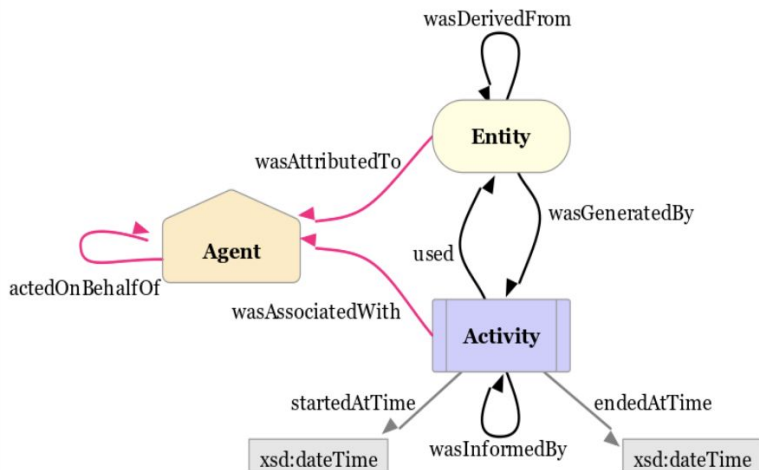 wasDerivedFrom
Entity
wasAttributedTo
wasGeneratedBy
used
Agent
actedOnBehalfOf
wasAssociatedWith
Activity
startedAtTime
endedAtTime
wasInformedBy
xsd:dateTime
xsd:dateTime